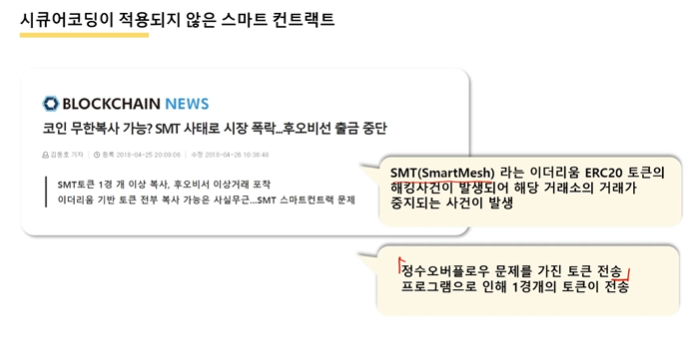 시큐어코딩이 적용되지 않은 스마트 컨트랙트
BLOCKCHAIN NEWS
코인 무한복사 가능? SMT 사태로 시장 폭락...후오비선 출금 중단
김동호 기자 등록 2018-04-25 20:09:06 수정 2018-04-26 10:36:40
SMT토큰 1경 개 이상 복사, 후오비서 이상거래 포착
이더리움 기반 토큰 전부 복사 가능은 사실무근...SMT 스마트컨트랙 문제
SMT(SmartMesh) 라는 이더리움 ERC20 토큰의
해킹사건이 발생되어 해당 거래소의 거래가
중지되는 사건이 발생
정수오버플로우 문제를 가진 토큰 전송
프로그램으로 인해 1경개의 토큰이 전송